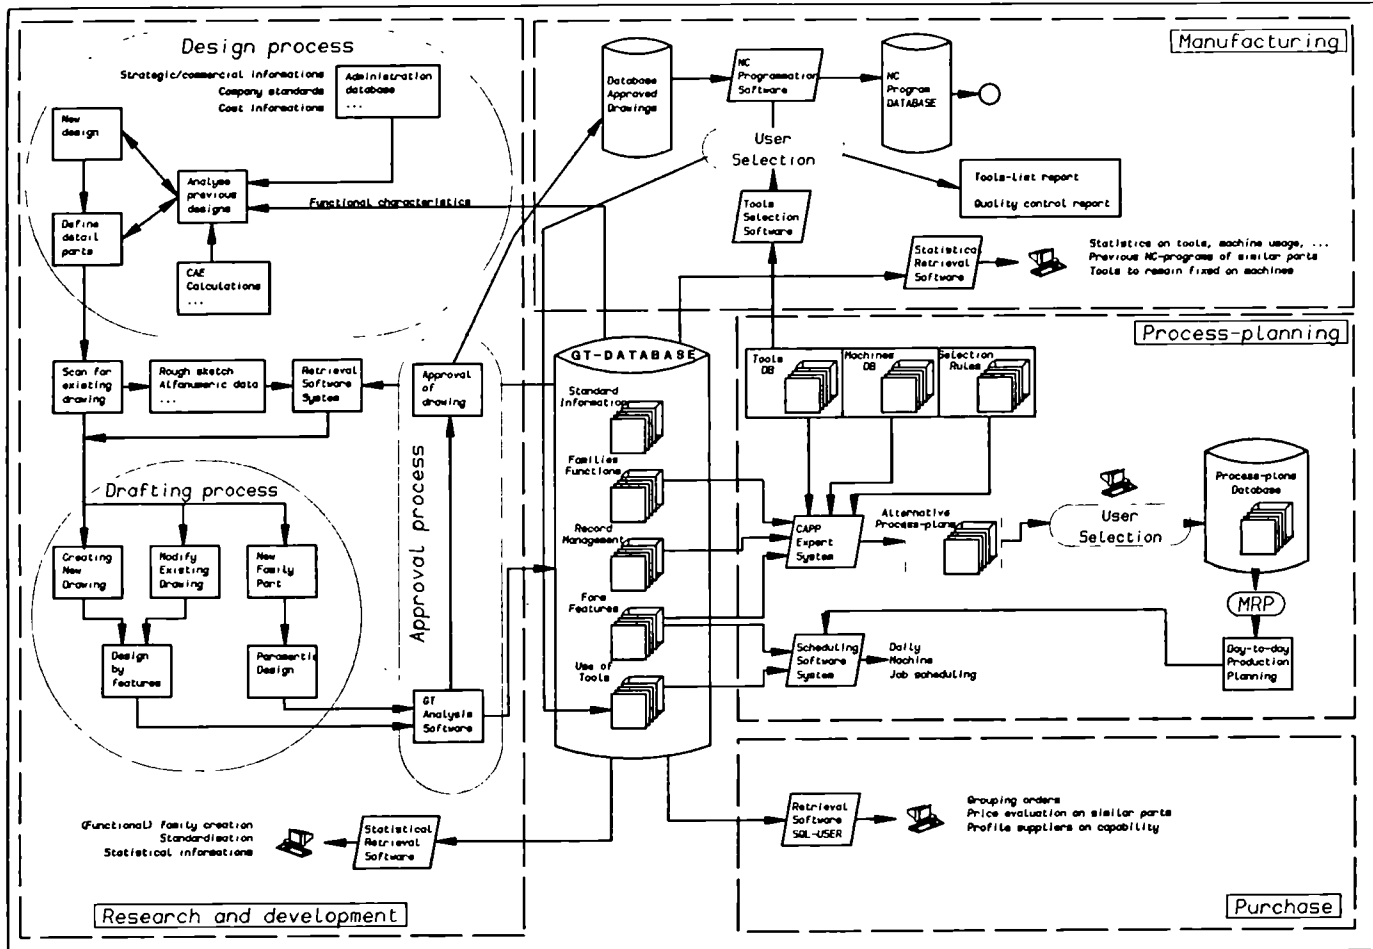 Design process
Strategic/commercial informations
Company standards
Cost informations
Administration
database
...
New
design
Analyse
previous
designs
Functional characteristics
Define
detail
parts
CAE
Calculations
...
Scan for
existing
drawing
Rough sketch
Alfanumeric data
...
Retrieval
Software
System
Approval
of
drawing
Approval process
Drafting process
Creating
New
Drawing
Modify
Existing
Drawing
New
Family
Part
Design
by
features
Parametric
Design
GT
Analysis
Software
(Functional) Family creation
Standardisation
Statistical informations
Statistical
Retrieval
Software
Research and development
Manufacturing
Database
Approved
Drawings
NC
Programmation
Software
NC
Program
DATABASE
User
Selection
Tools
Selection
Software
Tools-list report
Quality control report
Statistical
Retrieval
Software
Statistics on tools, machine usage, ...
Previous NC-programs of similar parts
Tools to remain fixed on machines
GT-DATABASE
Standard
Information
Families
Functions
Record
Management
Form
Features
Use of
Tools
Process-planning
Tools
DB
Machines
DB
Selection
Rules
CAPP
Expert
System
Alternative
Process-plans
User
Selection
Process-plans
Database
MRP
Day-to-day
Production
Planning
Scheduling
Software
System
Daily
Machine
Job scheduling
Retrieval
Software
SQL-USER
Grouping orders
Price evaluation on similar parts
Profile suppliers on capability
Purchase